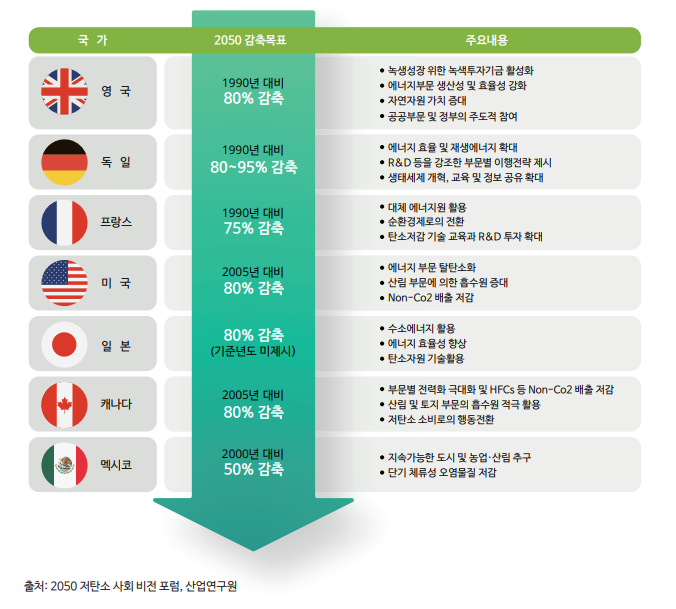 국 가
2050 감축목표
주요내용
영 국
1990년 대비
80% 감축
• 녹생성장 위한 녹색투자기금 활성화
• 에너지부문 생산성 및 효율성 강화
• 자연자원 가치 증대
• 공공부문 및 정부의 주도적 참여
독 일
1990년 대비
80~95% 감축
• 에너지 효율 및 재생에너지 확대
• R&D 등을 강조한 부문별 이행전략 제시
• 생태세제 개혁, 교육 및 정보 공유 확대
프랑스
1990년 대비
75% 감축
• 대체 에너지원 활용
• 순환경제로의 전환
• 탄소저감 기술 교육과 R&D 투자 확대
미 국
2005년 대비
80% 감축
• 에너지 부문 탈탄소화
• 산림 부문에 의한 흡수원 증대
• Non-Co2 배출 저감
일 본
80% 감축
(기준년도 미제시)
• 수소에너지 활용
• 에너지 효율성 향상
• 탄소자원 기술활용
캐나다
2005년 대비
80% 감축
• 부문별 전력화 극대화 및 HFCs 등 Non-Co2 배출 저감
• 산림 및 토지 부문의 흡수원 적극 활용
• 저탄소 소비로의 행동전환
멕시코
2000년 대비
50% 감축
• 지속가능한 도시 및 농업·산림 추구
• 단기 체류성 오염물질 저감
출처: 2050 저탄소 사회 비전 포럼, 산업연구원